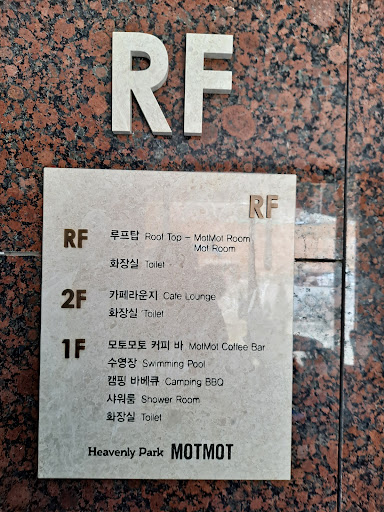 RF
RF
RF 루프탑 Roof Top - MotMot Room
Mot Room
화장실 Toilet
2F 카페라운지 Cafe Lounge
화장실 Toilet
1F 모토모토 커피 바 MotMot Coffee Bar
수영장 Swimming Pool
캠핑 바베큐 Camping BBQ
샤워룸 Shower Room
화장실 Toilet
Heavenly Park MOTMOT